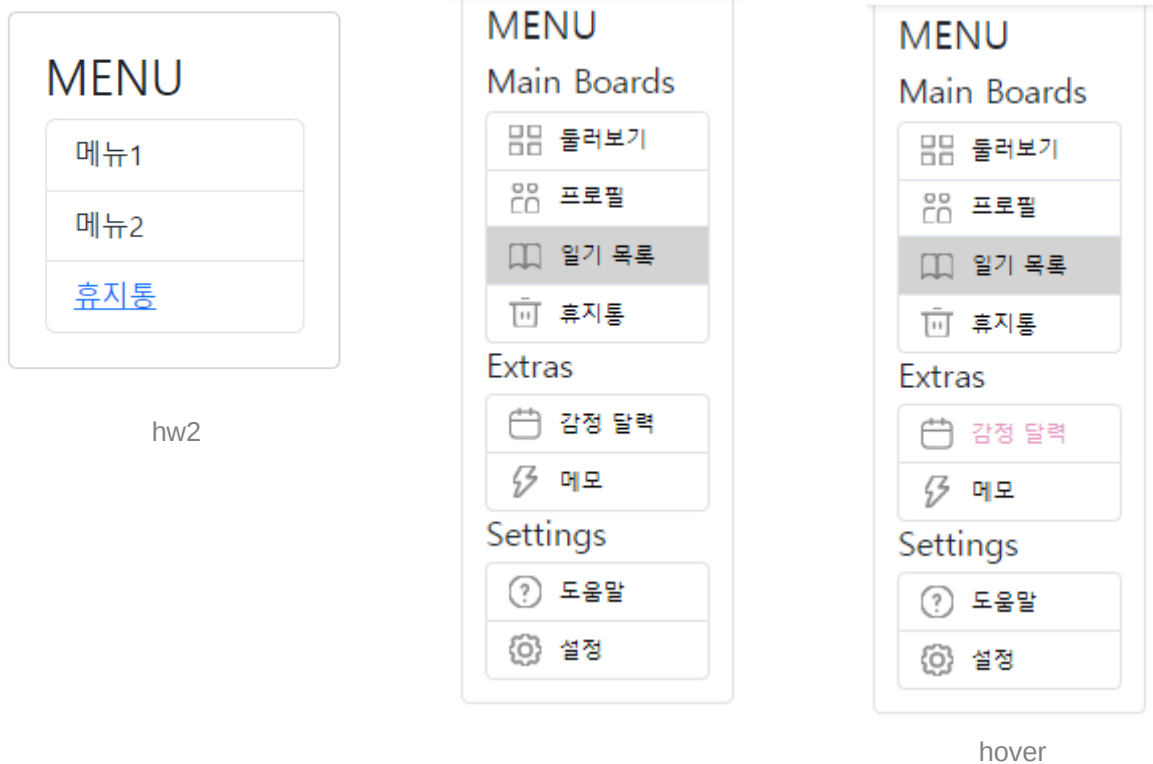 MENU
메뉴1
메뉴2
휴지통
hw2
MENU
Main Boards
둘러보기
프로필
일기 목록
휴지통
Extras
감정 달력
메모
Settings
도움말
설정
MENU
Main Boards
둘러보기
프로필
일기 목록
휴지통
Extras
감정 달력
메모
Settings
도움말
설정
hover